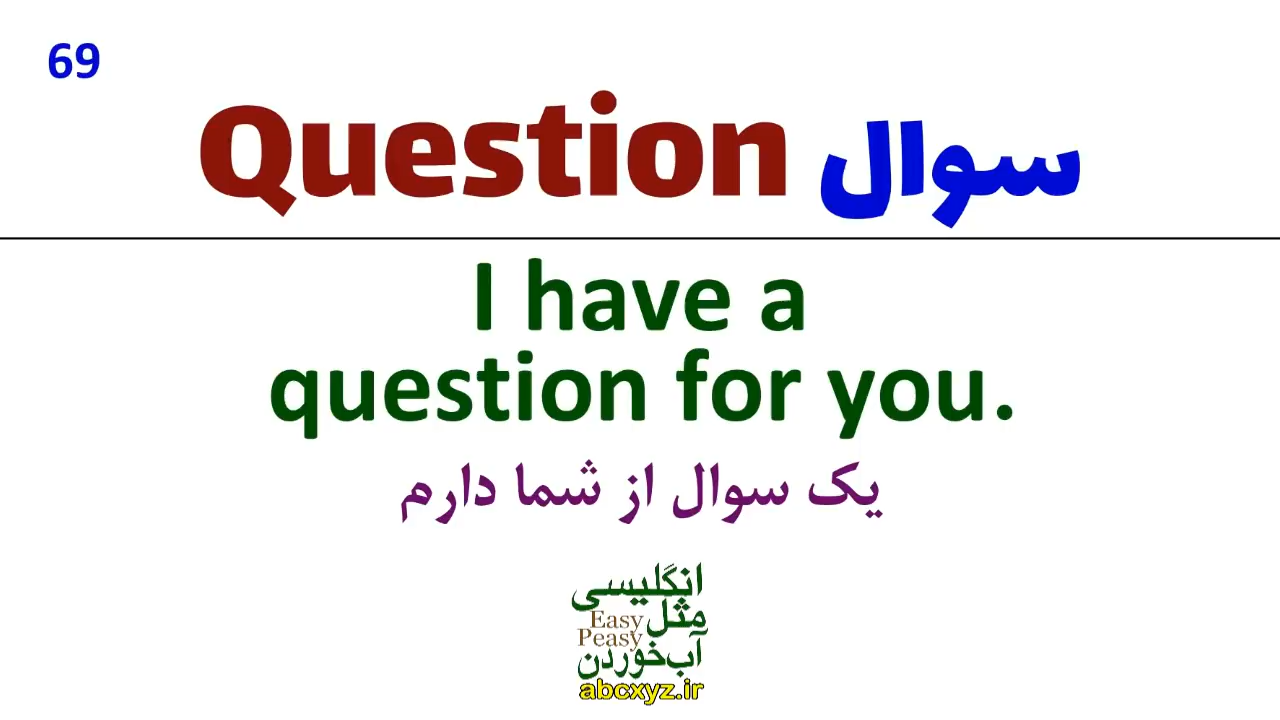 69
Question سوال
I have a
question for you.
یک سوال از شما دارم
انگلیسی
مثل
Easy
Peasy
آب‌خوردن
abcxyz.ir